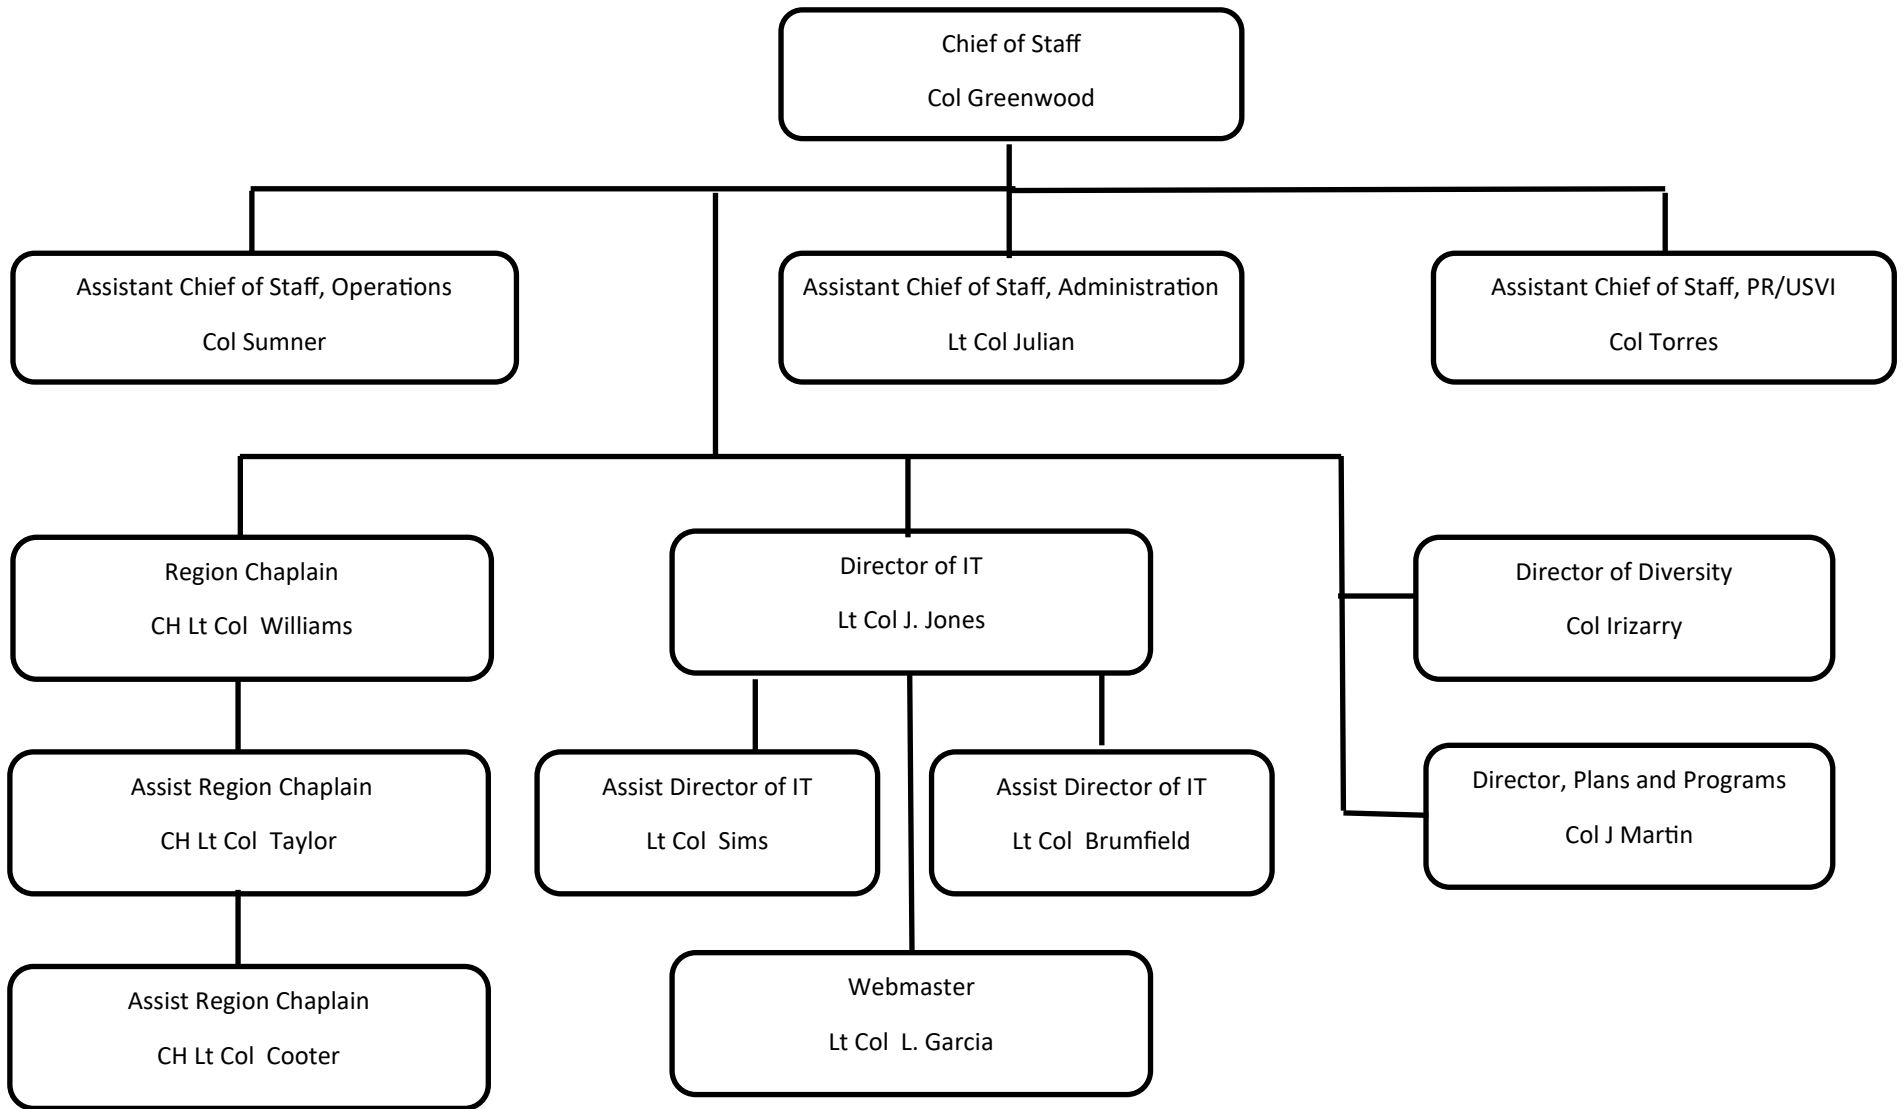 Chief of Staff
Col Greenwood
Assistant Chief of Staff, Operations
Col Sumner
Assistant Chief of Staff, Administration
Lt Col Julian
Assistant Chief of Staff, PR/USVI
Col Torres
Region Chaplain
CH Lt Col  Williams
Director of IT
Lt Col J. Jones
Director of Diversity
Col Irizarry
Assist Region Chaplain
CH Lt Col  Taylor
Assist Director of IT
Lt Col  Sims
Assist Director of IT
Lt Col  Brumfield
Director, Plans and Programs
Col J Martin
Assist Region Chaplain
CH Lt Col  Cooter
Webmaster
Lt Col  L. Garcia